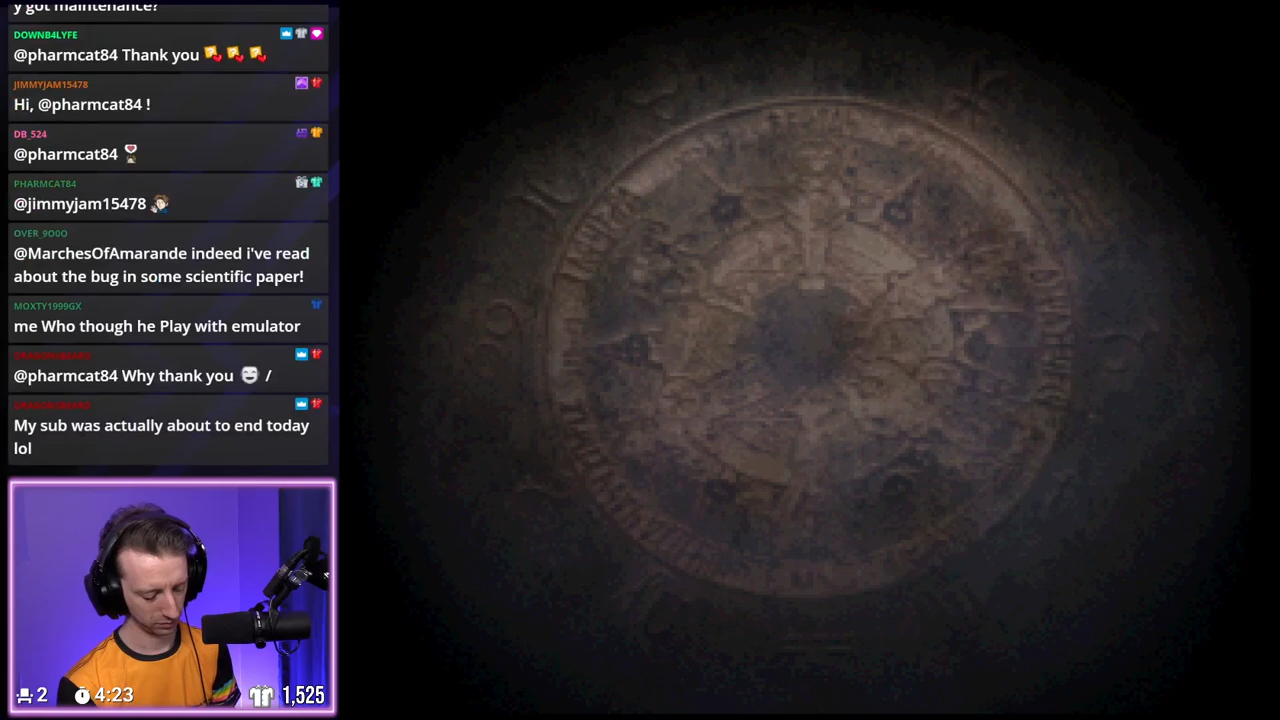 y got maintenance?
DOWNB4LYFE
@pharmcat84 Thank you
JIMMYJAM15478
Hi, @pharmcat84 !
DB_524
@pharmcat84
PHARMCAT84
@jimmyjam15478
OVER_9000
@MarchesOfAmarande indeed i've read
about the bug in some scientific paper!
MOXTY1999GX
me Who though he Play with emulator
@pharmcat84 Why thank you /
My sub was actually about to end today
lol
2 4:23 1,525